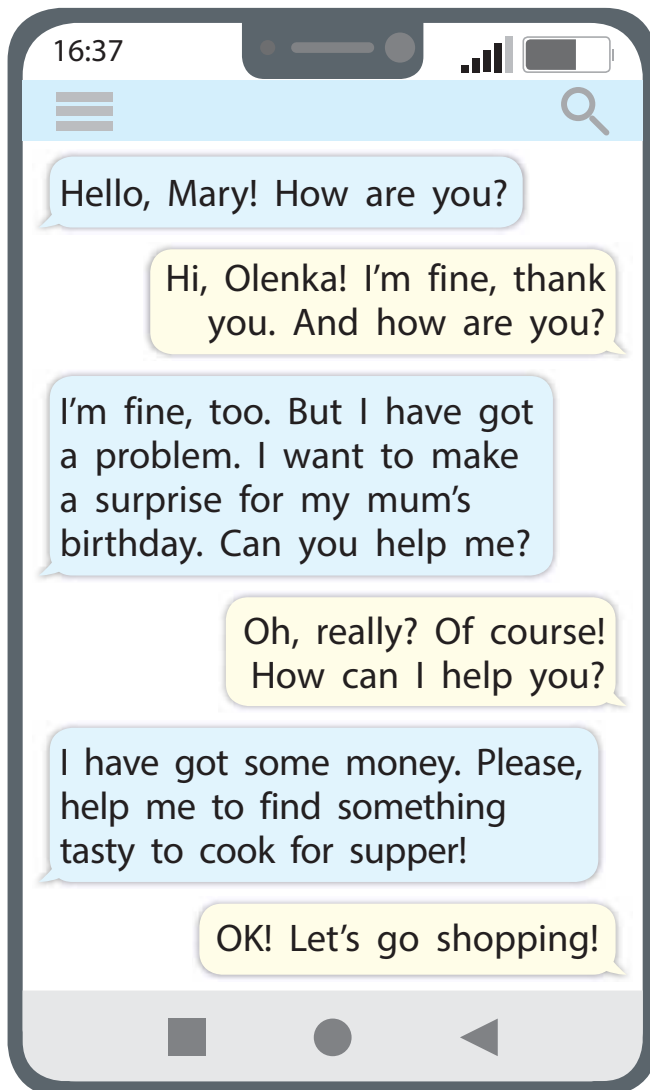 16:37
Hello, Mary! How are you?
Hi, Olenka! I'm fine, thank
you. And how are you?
I'm fine, too. But I have got
a problem. I want to make
a surprise for my mum's
birthday. Can you help me?
Oh, really? Of course!
How can I help you?
I have got some money. Please,
help me to find something
tasty to cook for supper!
OK! Let's go shopping!